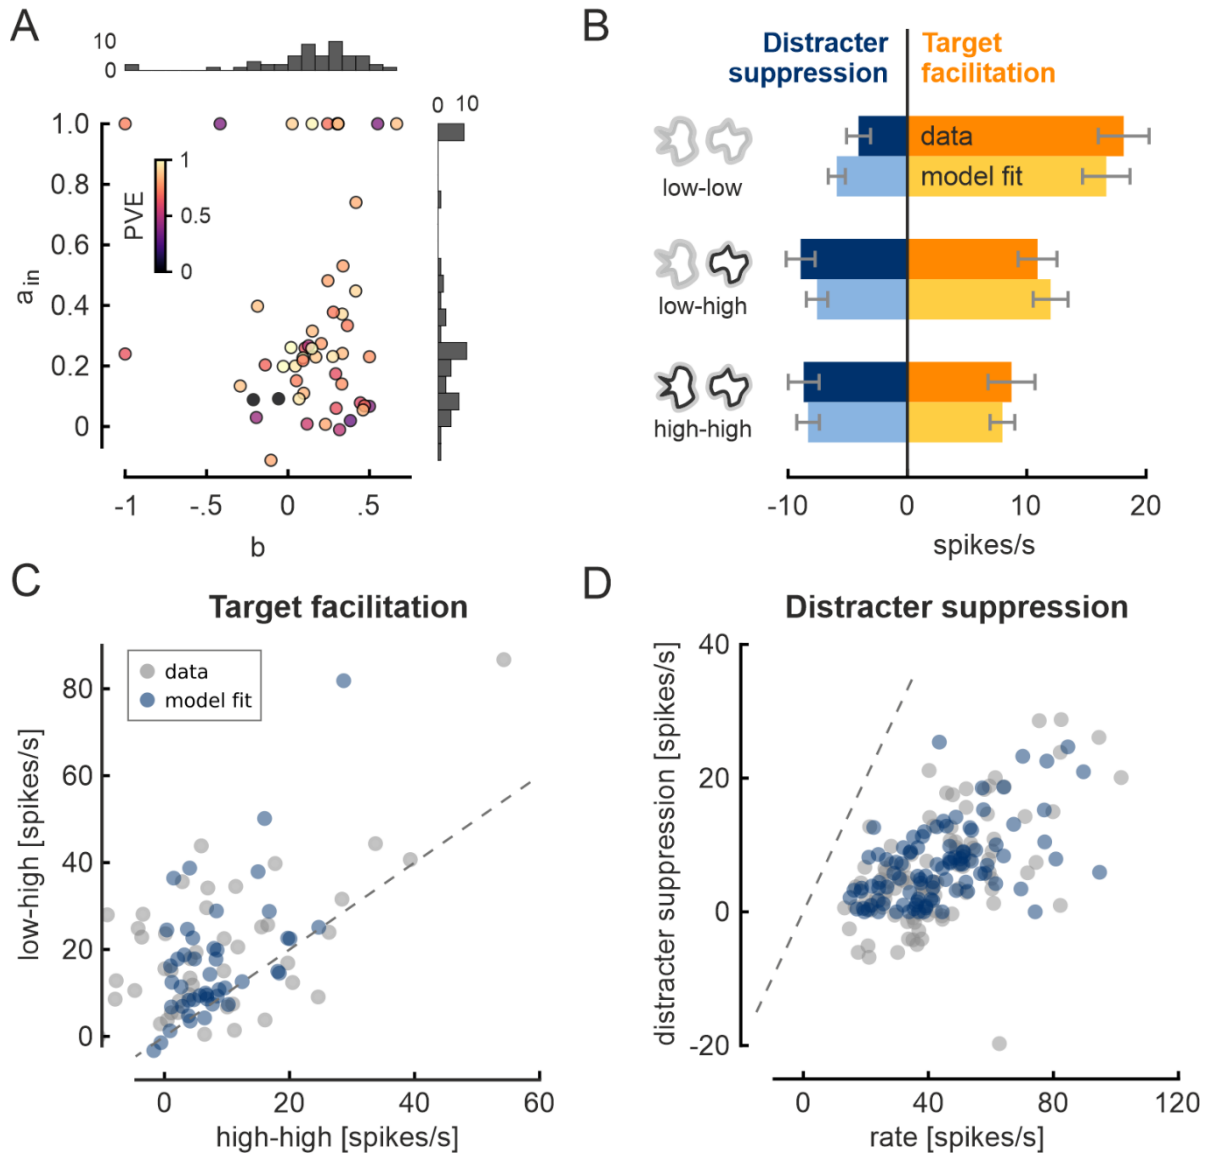 A
10
0
0 10
1.0
0.8
0.6
0.4
0.2
0
a_in
PVE
1
0.5
0
-1 -.5 0 .5
b
B
Distracter suppression
Target facilitation
data
model fit
low-low
low-high
high-high
-10 0 10 20
spikes/s
C
Target facilitation
data
model fit
80
60
40
20
0
low-high [spikes/s]
0 20 40 60
high-high [spikes/s]
D
Distracter suppression
40
20
0
-20
distracter suppression [spikes/s]
0 40 80 120
rate [spikes/s]